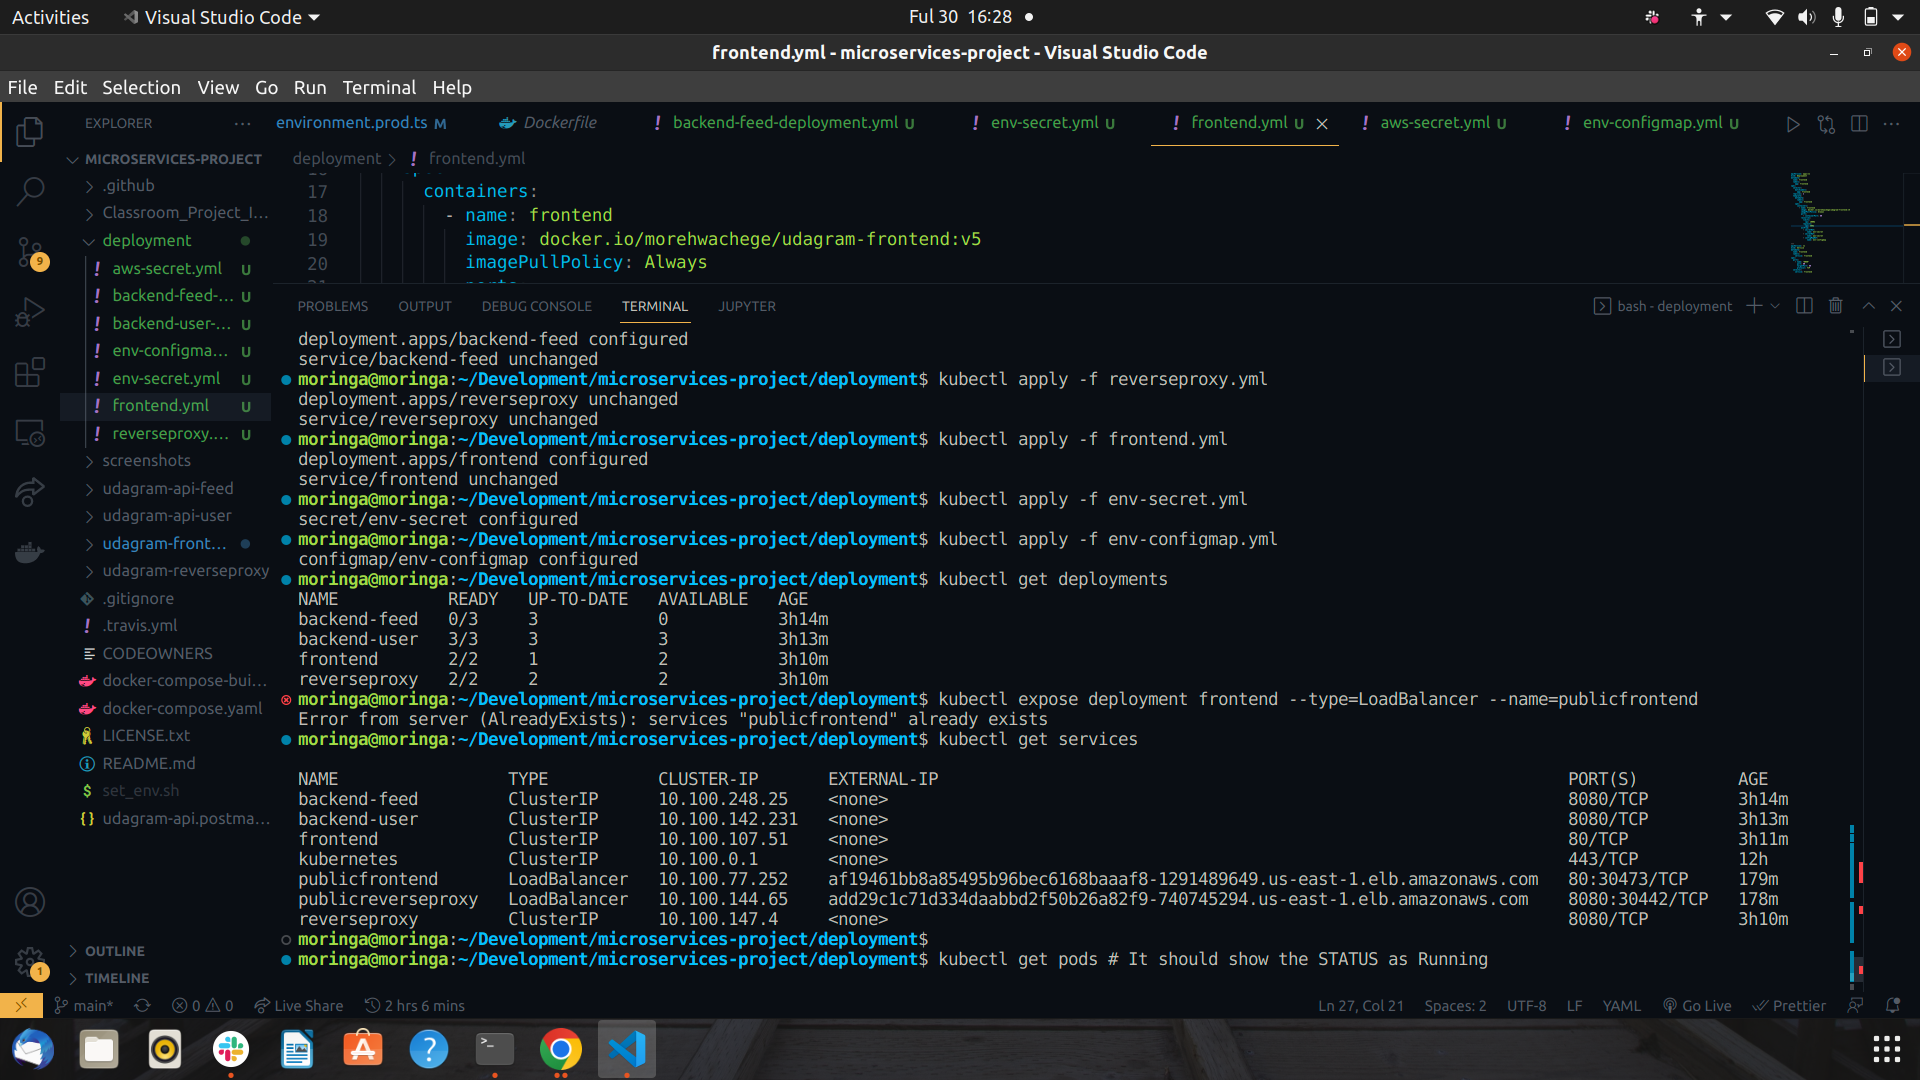 Activities
Visual Studio Code
Ful 30 16:28
frontend.yml - microservices-project - Visual Studio Code
File Edit Selection View Go Run Terminal Help
EXPLORER
environment.prod.ts M
Dockerfile
! backend-feed-deployment.yml U
! env-secret.yml U
! frontend.yml U
! aws-secret.yml U
! env-configmap.yml U
MICROSERVICES-PROJECT
.github
Classroom_Project_I...
deployment
! aws-secret.yml U
! backend-feed-... U
! backend-user-... U
! env-configma... U
! env-secret.yml U
! frontend.yml U
! reverseproxy.... U
screenshots
udagram-api-feed
udagram-api-user
udagram-front...
udagram-reverseproxy
.gitignore
! .travis.yml
CODEOWNERS
docker-compose-bui...
docker-compose.yaml
LICENSE.txt
README.md
$ set_env.sh
{} udagram-api.postma...
OUTLINE
TIMELINE
9
1
deployment > ! frontend.yml
17 containers:
18 - name: frontend
19 image: docker.io/morehwachege/udagram-frontend:v5
20 imagePullPolicy: Always
PROBLEMS OUTPUT DEBUG CONSOLE TERMINAL JUPYTER
bash - deployment
deployment.apps/backend-feed configured
service/backend-feed unchanged
moringa@moringa:~/Development/microservices-project/deployment$ kubectl apply -f reverseproxy.yml
deployment.apps/reverseproxy unchanged
service/reverseproxy unchanged
moringa@moringa:~/Development/microservices-project/deployment$ kubectl apply -f frontend.yml
deployment.apps/frontend configured
service/frontend unchanged
moringa@moringa:~/Development/microservices-project/deployment$ kubectl apply -f env-secret.yml
secret/env-secret configured
moringa@moringa:~/Development/microservices-project/deployment$ kubectl apply -f env-configmap.yml
configmap/env-configmap configured
moringa@moringa:~/Development/microservices-project/deployment$ kubectl get deployments
NAME READY UP-TO-DATE AVAILABLE AGE
backend-feed 0/3 3 0 3h14m
backend-user 3/3 3 3 3h13m
frontend 2/2 1 2 3h10m
reverseproxy 2/2 2 2 3h10m
moringa@moringa:~/Development/microservices-project/deployment$ kubectl expose deployment frontend --type=LoadBalancer --name=publicfrontend
Error from server (AlreadyExists): services "publicfrontend" already exists
moringa@moringa:~/Development/microservices-project/deployment$ kubectl get services
NAME TYPE CLUSTER-IP EXTERNAL-IP PORT(S) AGE
backend-feed ClusterIP 10.100.248.25 <none> 8080/TCP 3h14m
backend-user ClusterIP 10.100.142.231 <none> 8080/TCP 3h13m
frontend ClusterIP 10.100.107.51 <none> 80/TCP 3h11m
kubernetes ClusterIP 10.100.0.1 <none> 443/TCP 12h
publicfrontend LoadBalancer 10.100.77.252 af19461bb8a85495b96bec6168baaaf8-1291489649.us-east-1.elb.amazonaws.com 80:30473/TCP 179m
publicreverseproxy LoadBalancer 10.100.144.65 add29c1c71d334daabbd2f50b26a82f9-740745294.us-east-1.elb.amazonaws.com 8080:30442/TCP 178m
reverseproxy ClusterIP 10.100.147.4 <none> 8080/TCP 3h10m
moringa@moringa:~/Development/microservices-project/deployment$
moringa@moringa:~/Development/microservices-project/deployment$ kubectl get pods # It should show the STATUS as Running
main* 0 0 Live Share 2 hrs 6 mins
Ln 27, Col 21 Spaces: 2 UTF-8 LF YAML Go Live Prettier